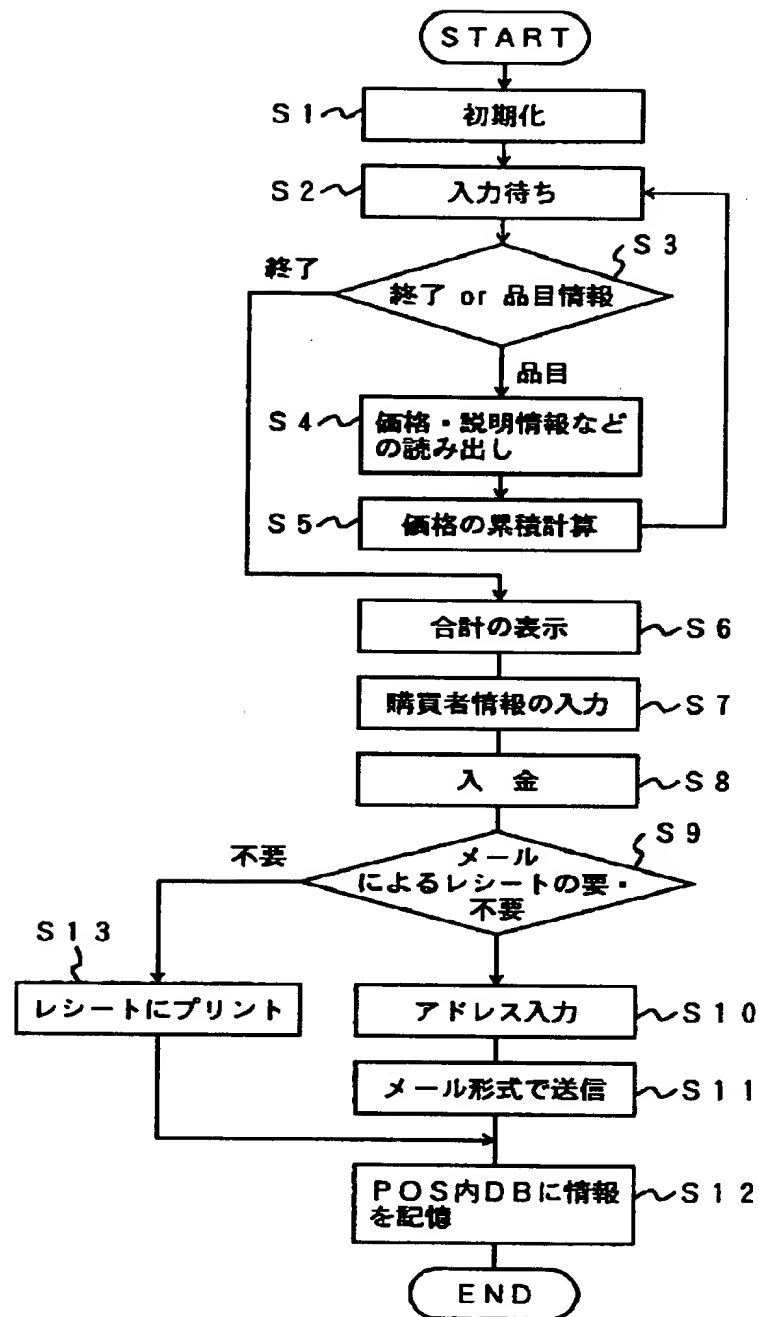 START
S1
初期化
S2
入力待ち
S3
終了
終了 or 品目情報
品目
S4
価格・説明情報など
の読み出し
S5
価格の累積計算
合計の表示
S6
購買者情報の入力
S7
入 金
S8
S9
不要
メール
によるレシートの要・
不要
S13
レシートにプリント
アドレス入力
S10
メール形式で送信
S11
POS内DBに情報
を記憶
S12
END